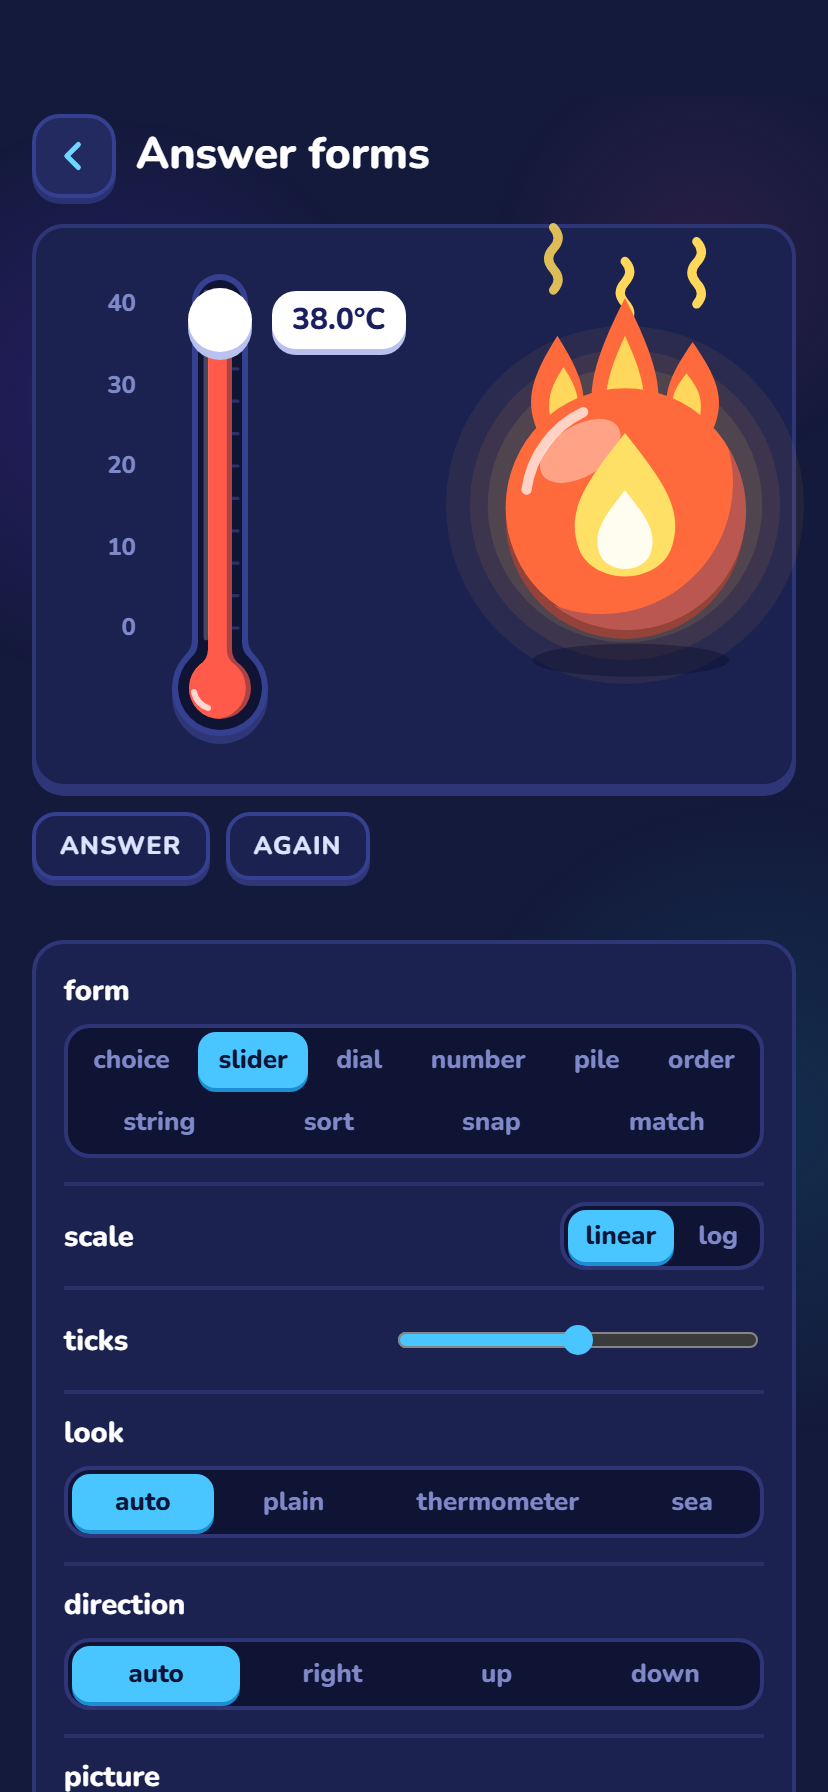 Answer forms
40
38.0°C
30
20
10
0
ANSWER AGAIN
form
choice slider dial number pile order
string sort snap match
scale linear log
ticks
look
auto plain thermometer sea
direction
auto right up down
picture